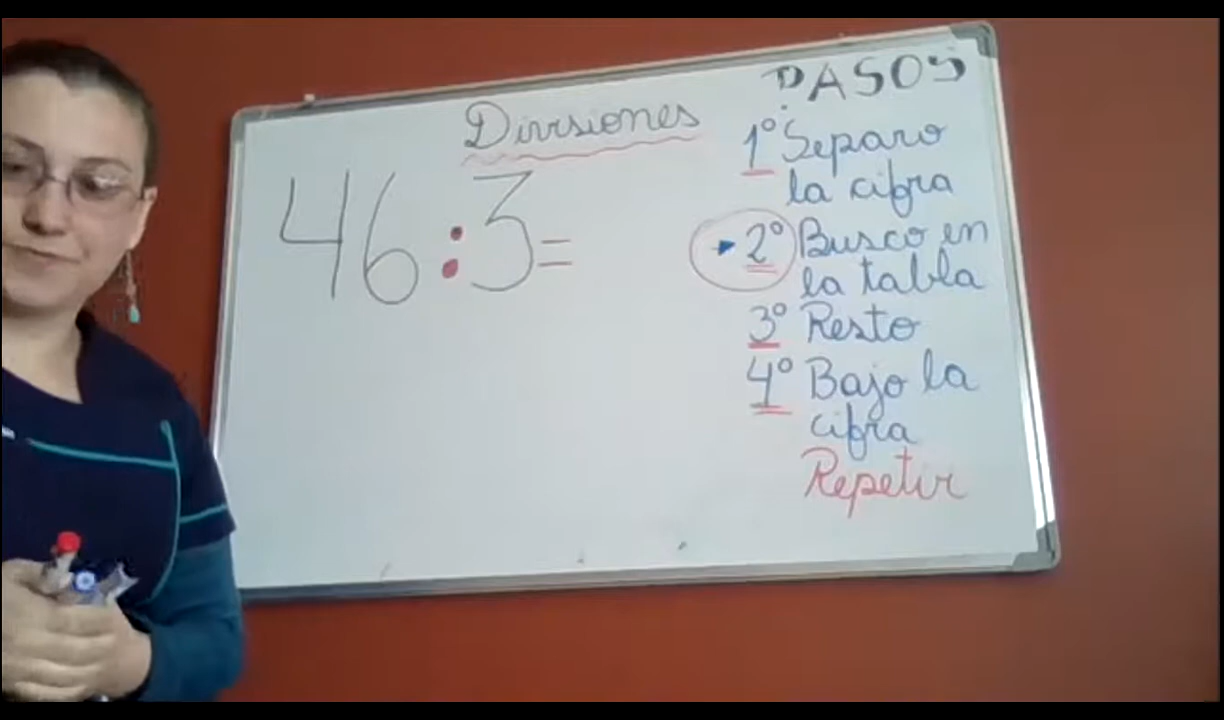 Divisiones
46:3=
PASOS
1° Separo
la cifra
2° Busco en
la tabla
3° Resto
4° Bajo la
cifra
Repetir